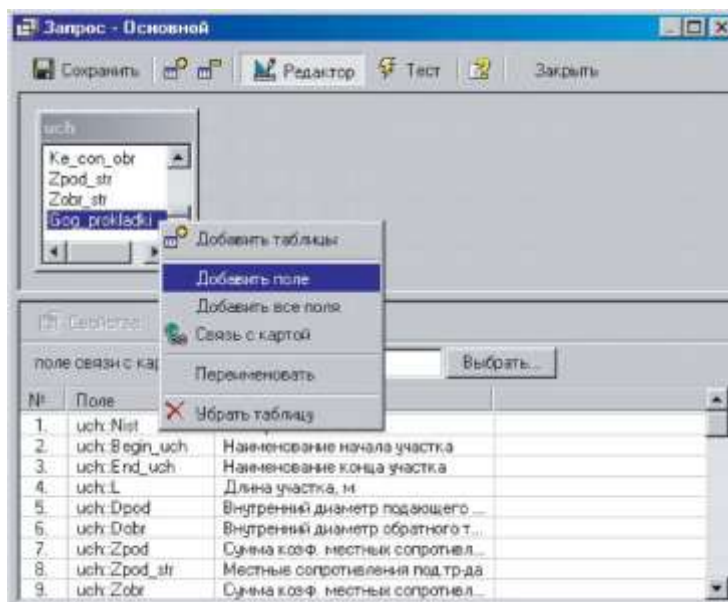 Запрос - Основной
Сохранить Редактор Тест Закрыть
uch
Ke_con_obr
Zpod_str
Zobr_str
Gog_prokladki
Добавить таблицы
Добавить поле
Добавить все поля
Связь с картой
Переименовать
Убрать таблицу
Свойства
поле связи с Выбрать...
№ Поле
1. uch::Nist
2. uch::Begin_uch Наименование начала участка
3. uch::End_uch Наименование конца участка
4. uch::L Длина участка, м
5. uch::Dpod Внутренний диаметр подающего ...
6. uch::Dobr Внутренний диаметр обратного т...
7. uch::Zpod Сумма коэф. местных сопротивл...
8. uch::Zpod_str Местные сопротивления под.тр-да
9. uch::Zobr Сумма коэф. местных сопротивл...